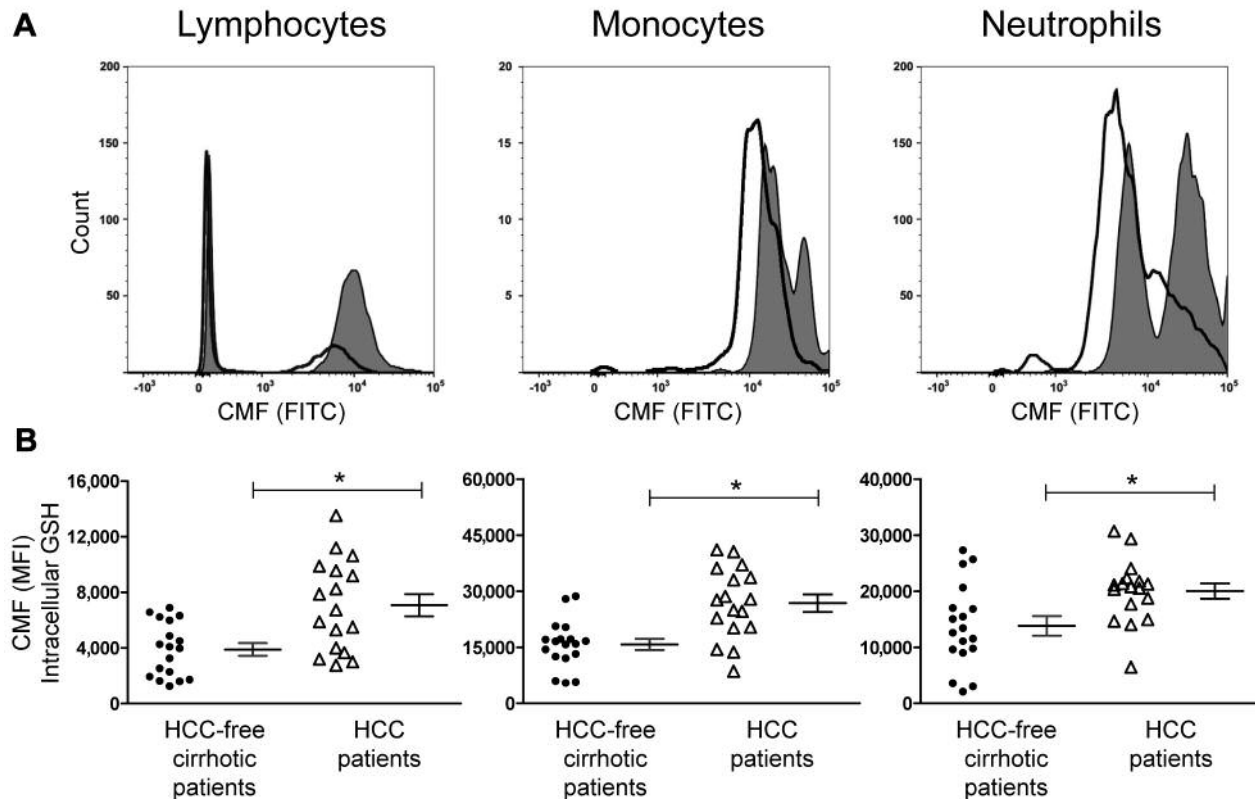 A
Lymphocytes
Monocytes
Neutrophils
200
150
100
50
Count
-10³ 0 10³ 10⁴ 10⁵
CMF (FITC)
20
15
10
5
-10³ 0 10³ 10⁴ 10⁵
CMF (FITC)
200
150
100
50
-10³ 0 10³ 10⁴ 10⁵
CMF (FITC)
B
CMF (MFI)
Intracellular GSH
16,000
12,000
8,000
4,000
0
*
HCC-free
cirrhotic
patients
HCC
patients
60,000
45,000
30,000
15,000
0
*
HCC-free
cirrhotic
patients
HCC
patients
40,000
30,000
20,000
10,000
0
*
HCC-free
cirrhotic
patients
HCC
patients